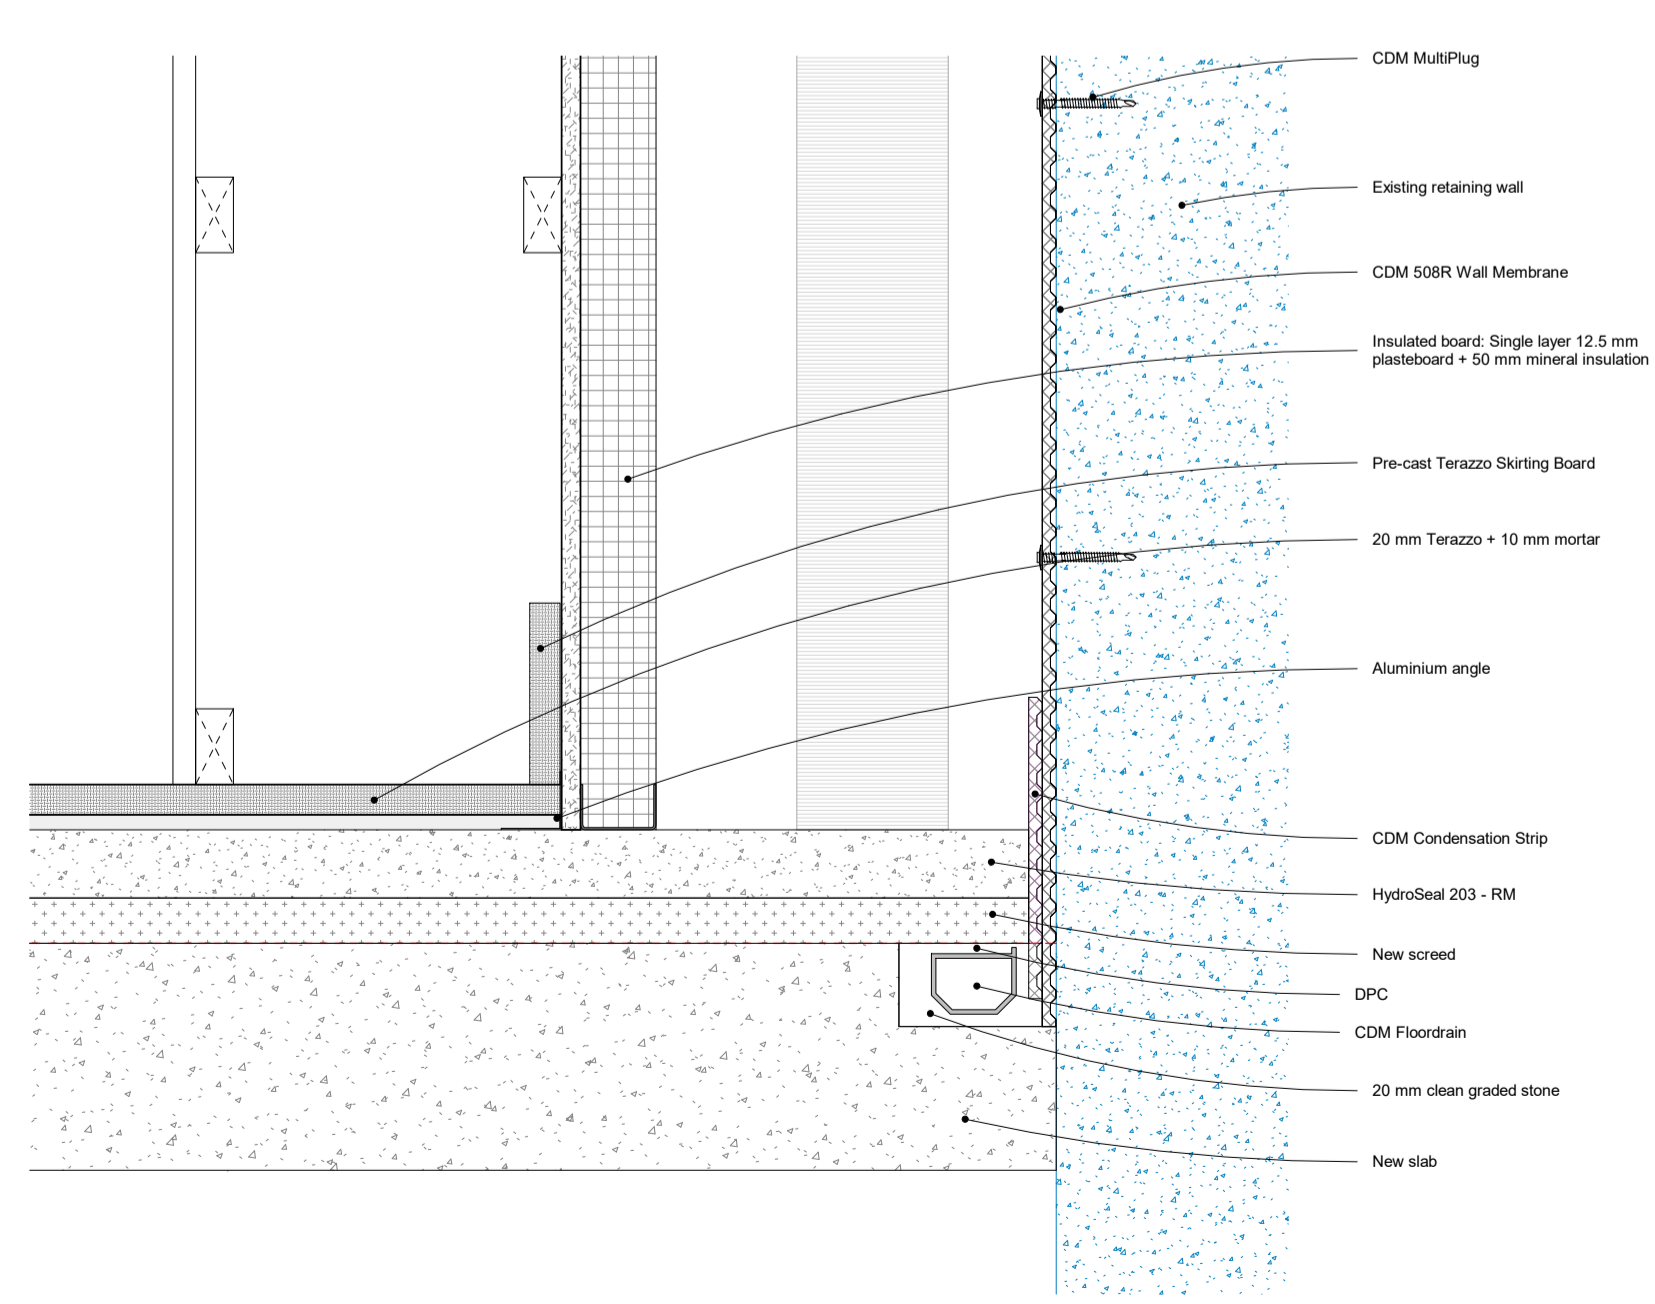 CDM MultiPlug
Existing retaining wall
CDM 508R Wall Membrane
Insulated board: Single layer 12.5 mm
plasteboard + 50 mm mineral insulation
Pre-cast Terazzo Skirting Board
20 mm Terazzo + 10 mm mortar
Aluminium angle
CDM Condensation Strip
HydroSeal 203 - RM
New screed
DPC
CDM Floordrain
20 mm clean graded stone
New slab